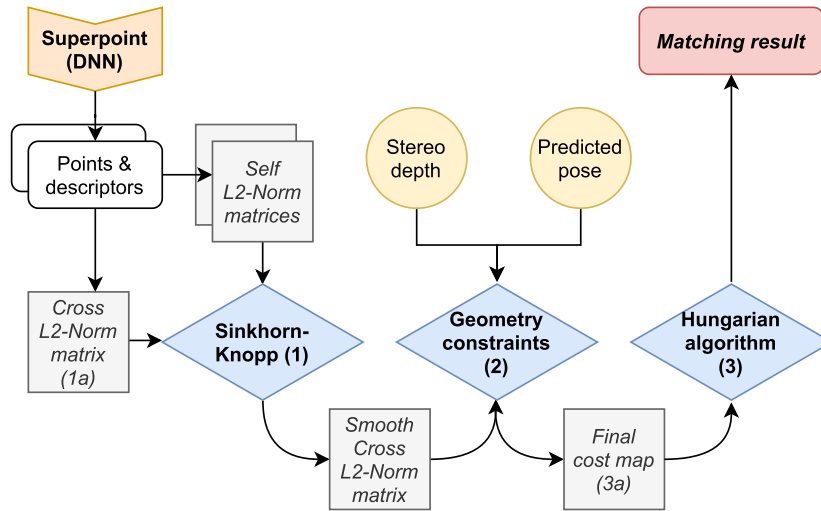 Superpoint
(DNN)
Matching result
Points &
descriptors
Self
L2-Norm
matrices
Stereo
depth
Predicted
pose
Cross
L2-Norm
matrix
(1a)
Sinkhorn-
Knopp (1)
Geometry
constraints
(2)
Hungarian
algorithm
(3)
Smooth
Cross
L2-Norm
matrix
Final
cost map
(3a)